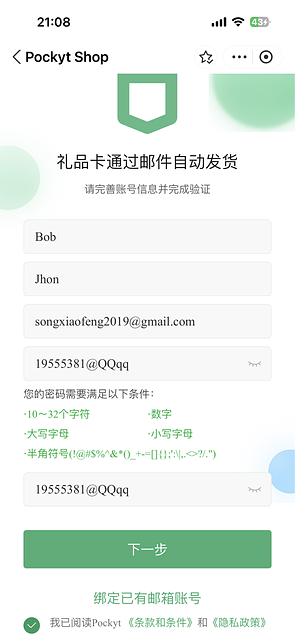 21:08
43
Pockyt Shop
礼品卡通过邮件自动发货
请完善账号信息并完成验证
Bob
Jhon
songxiaofeng2019@gmail.com
19555381@QQqq
您的密码需要满足以下条件：
·10～32个字符 ·数字
·大写字母 ·小写字母
·半角符号(!@#$%^&*()_+-=[]{};':\|,.<>?/.")
19555381@QQqq
下一步
绑定已有邮箱账号
我已阅读Pockyt 《条款和条件》和《隐私政策》